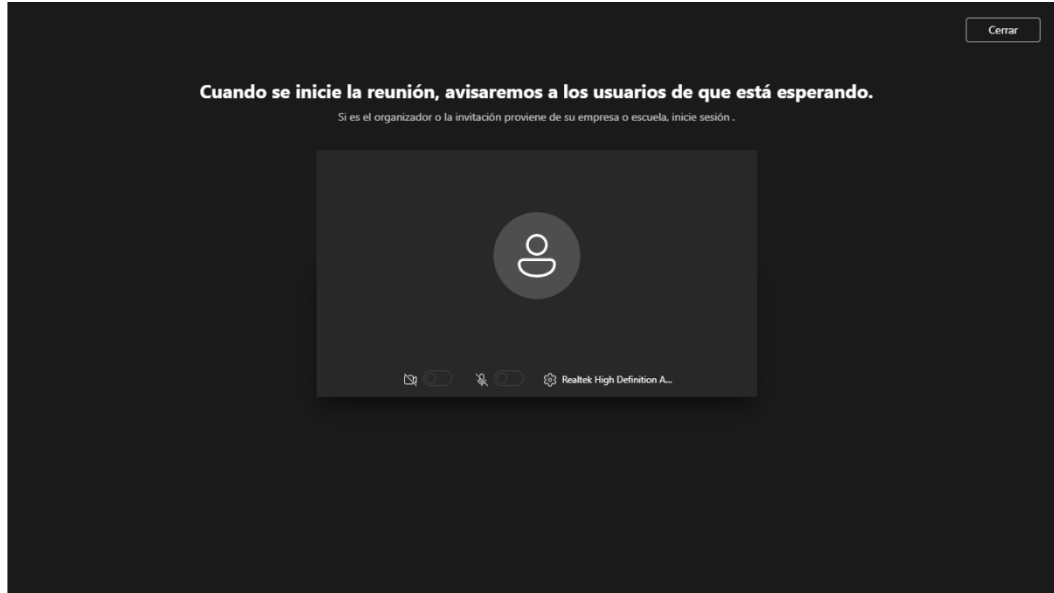 Cerrar
Cuando se inicie la reunión, avisaremos a los usuarios de que está esperando.
Si es el organizador o la invitación proviene de su empresa o escuela, inicie sesión .
Realtek High Definition A...